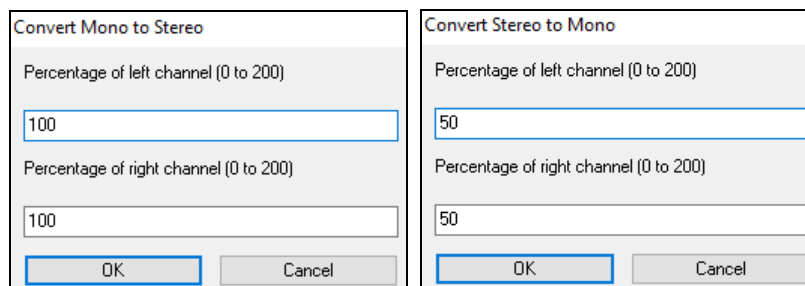 Convert Mono to Stereo
Percentage of left channel (0 to 200)
100
Percentage of right channel (0 to 200)
100
OK
Cancel
Convert Stereo to Mono
Percentage of left channel (0 to 200)
50
Percentage of right channel (0 to 200)
50
OK
Cancel